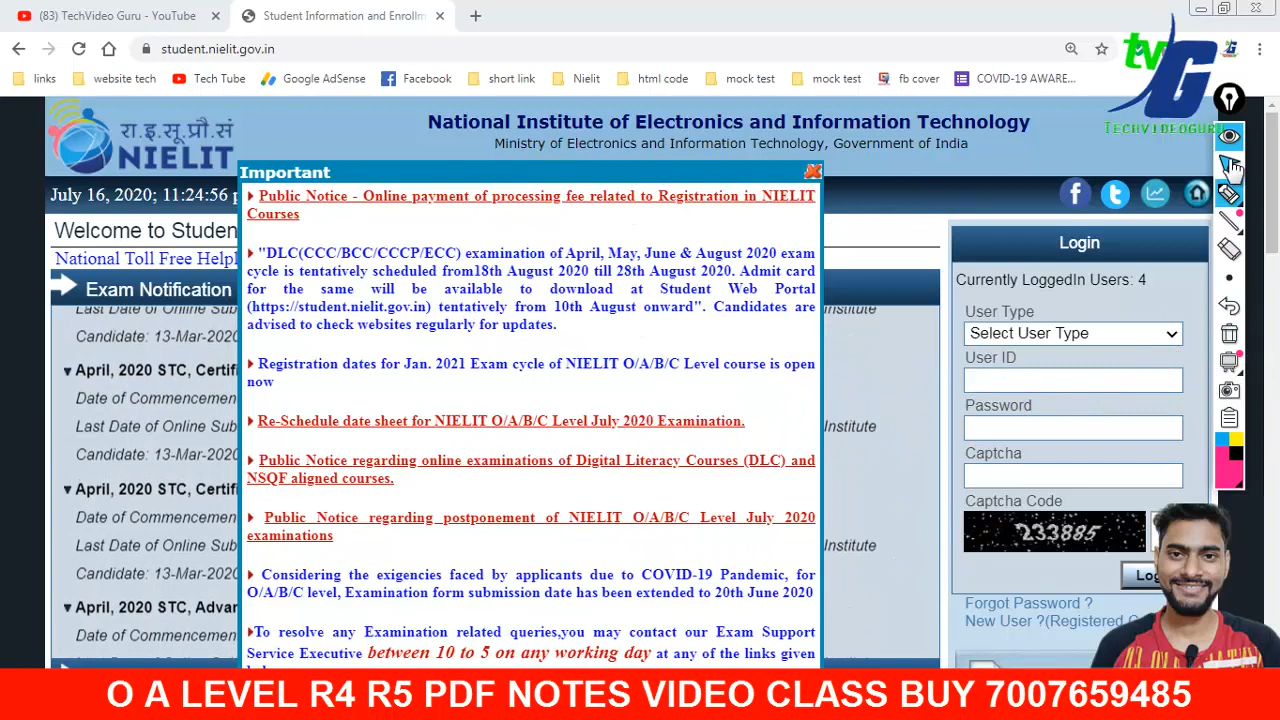 (83) TechVideo Guru - YouTube
Student Information and Enrollm
student.nielit.gov.in
links
website tech
Tech Tube
Google AdSense
Facebook
short link
Nielit
html code
mock test
mock test
fb cover
COVID-19 AWARE...
tvG
TECHVIDEOGURU
रा.इ.सू.प्रौ.सं
NIELIT
National Institute of Electronics and Information Technology
Ministry of Electronics and Information Technology, Government of India
July 16, 2020; 11:24:56 p
Welcome to Studen
National Toll Free Help
Exam Notification
Candidate: 13-Mar-2020
April, 2020 STC, Certif
Date of Commencemen
Last Date of Online Sub
Institute
Candidate: 13-Mar-2020
April, 2020 STC, Certif
Date of Commencemen
Last Date of Online Sub
Institute
Candidate: 13-Mar-2020
April, 2020 STC, Advar
Date of Commencemen
Important
Public Notice - Online payment of processing fee related to Registration in NIELIT
Courses
"DLC(CCC/BCC/CCCP/ECC) examination of April, May, June & August 2020 exam
cycle is tentatively scheduled from18th August 2020 till 28th August 2020. Admit card
for the same will be available to download at Student Web Portal
(https://student.nielit.gov.in) tentatively from 10th August onward". Candidates are
advised to check websites regularly for updates.
Registration dates for Jan. 2021 Exam cycle of NIELIT O/A/B/C Level course is open
now
Re-Schedule date sheet for NIELIT O/A/B/C Level July 2020 Examination.
Public Notice regarding online examinations of Digital Literacy Courses (DLC) and
NSQF aligned courses.
Public Notice regarding postponement of NIELIT O/A/B/C Level July 2020
examinations
Considering the exigencies faced by applicants due to COVID-19 Pandemic, for
O/A/B/C level, Examination form submission date has been extended to 20th June 2020
To resolve any Examination related queries,you may contact our Exam Support
Service Executive between 10 to 5 on any working day at any of the links given
Login
Currently LoggedIn Users: 4
User Type
Select User Type
User ID
Password
Captcha
Captcha Code
233885
Log
Forgot Password ?
New User ?(Registered C
O A LEVEL R4 R5 PDF NOTES VIDEO CLASS BUY 7007659485